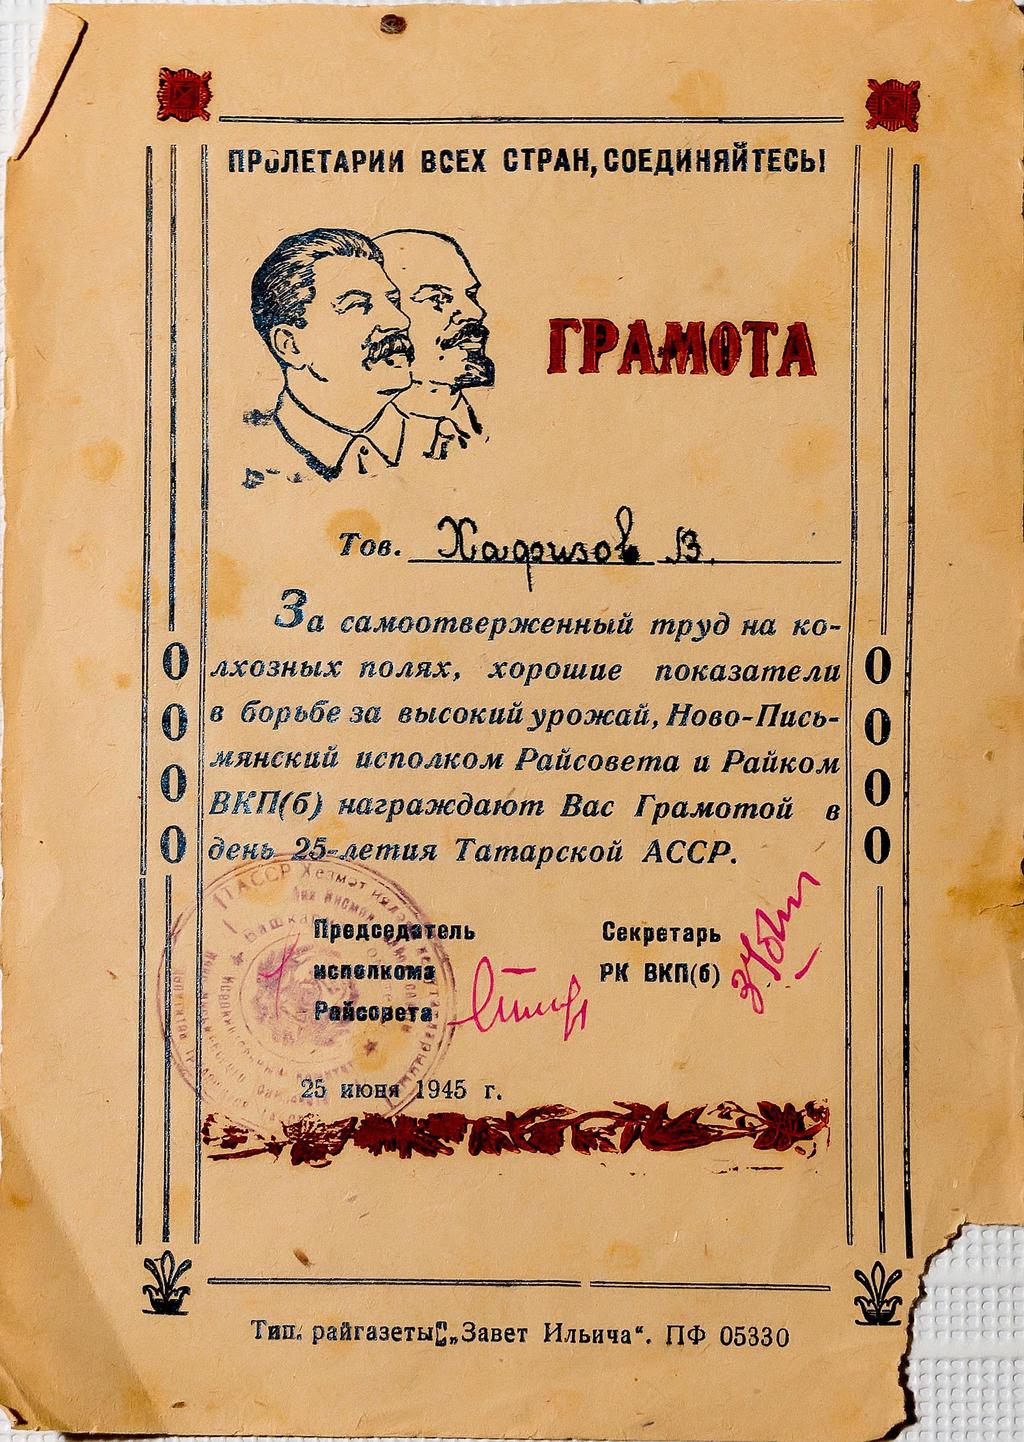 ПРОЛЕТАРИИ ВСЕХ СТРАН, СОЕДИНЯЙТЕСЬ!
ГРАМОТА
Тов. Хафизов В.
За самоотверженный труд на ко-
лхозных полях, хорошие показатели
в борьбе за высокий урожай, Ново-Пись-
мянский исполком Райсовета и Райком
ВКП(б) награждают Вас Грамотой в
день 25-летия Татарской АССР.
Председатель
исполкома
Райсовета
Секретарь
РК ВКП(б)
ТАССР Хезмәт
25 июня 1945 г.
Тип. райгазеты „Завет Ильича“. ПФ 05330